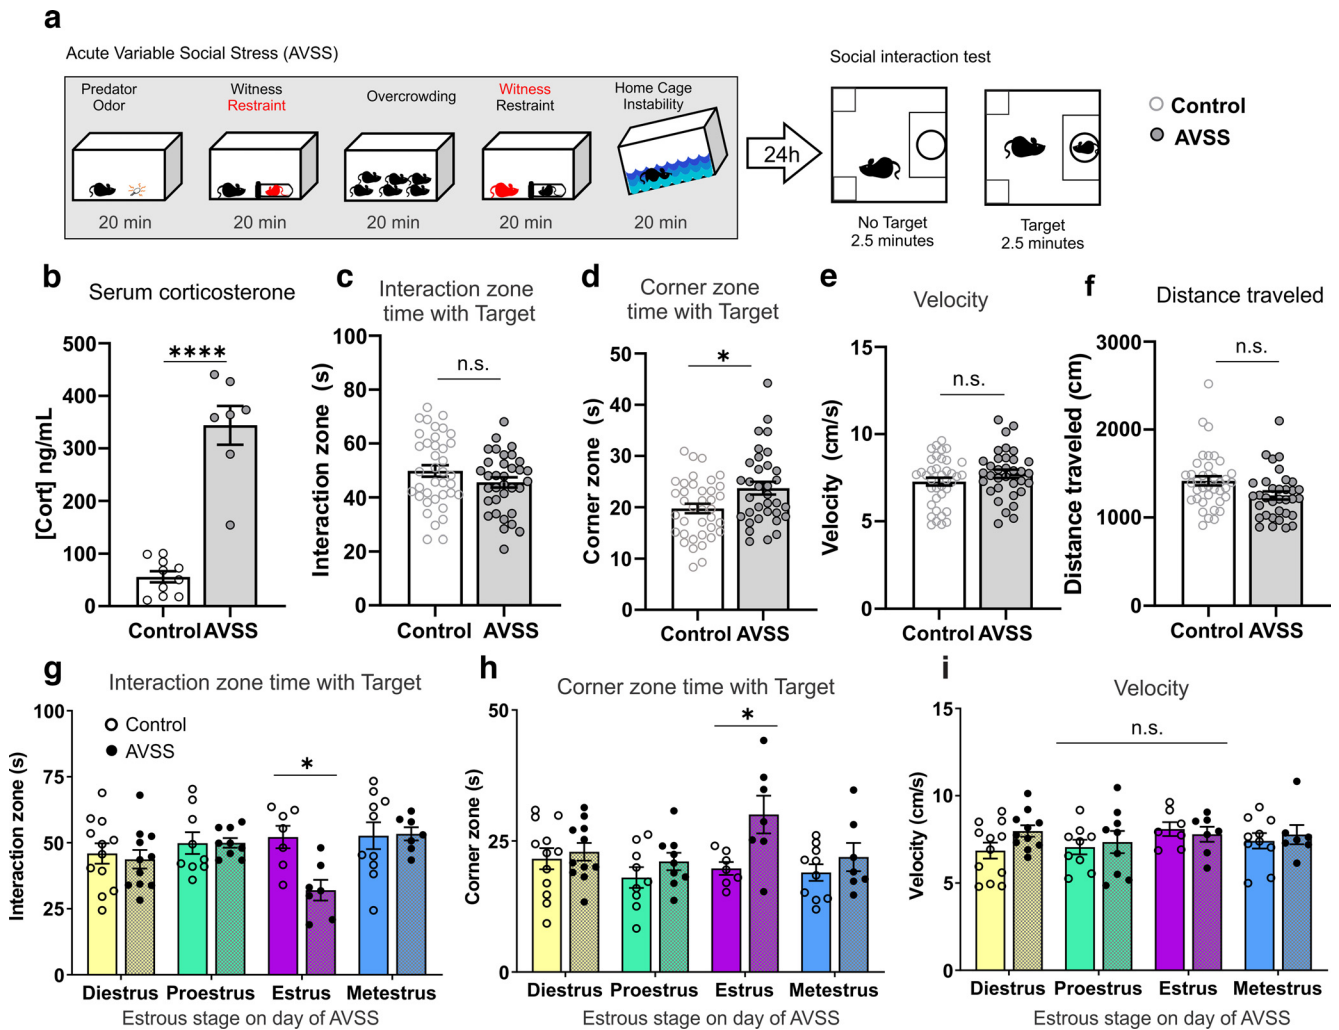 a
Acute Variable Social Stress (AVSS)
Predator
Odor
Witness
Restraint
Overcrowding
Witness
Restraint
Home Cage
Instability
20 min
20 min
20 min
20 min
20 min
24h
Social interaction test
No Target
2.5 minutes
Target
2.5 minutes
Control
AVSS
b
Serum corticosterone
[Cort] ng/mL
500
400
300
200
100
0
****
Control AVSS
c
Interaction zone
time with Target
Interaction zone (s)
100
80
60
40
20
0
n.s.
Control AVSS
d
Corner zone
time with Target
Corner zone (s)
50
40
30
20
10
0
*
Control AVSS
e
Velocity
Velocity (cm/s)
15
10
5
0
n.s.
Control AVSS
f
Distance traveled
Distance traveled (cm)
3000
2000
1000
0
n.s.
Control AVSS
g
Interaction zone time with Target
Interaction zone (s)
100
75
50
25
0
Control
AVSS
*
Diestrus Proestrus Estrus Metestrus
Estrous stage on day of AVSS
h
Corner zone time with Target
Corner zone (s)
50
25
0
*
Diestrus Proestrus Estrus Metestrus
Estrous stage on day of AVSS
i
Velocity
Velocity (cm/s)
15
10
5
0
n.s.
Diestrus Proestrus Estrus Metestrus
Estrous stage on day of AVSS